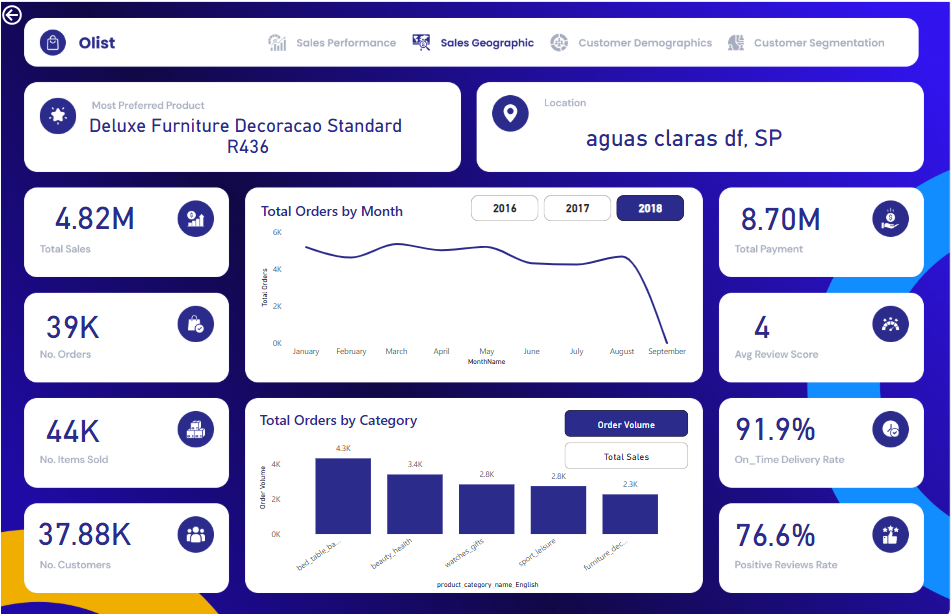 Olist
Sales Performance
Sales Geographic
Customer Demographics
Customer Segmentation
Most Preferred Product
Deluxe Furniture Decoracao Standard
R436
Location
aguas claras df, SP
4.82M
Total Sales
39K
No. Orders
44K
No. Items Sold
37.88K
No. Customers
Total Orders by Month
2016
2017
2018
Total Orders
6K
4K
2K
0K
January
February
March
April
May
June
July
August
September
MonthName
Total Orders by Category
Order Volume
Total Sales
Order Volume
4K
2K
0K
4.3K
3.4K
2.8K
2.8K
2.3K
bed_table_ba...
beauty_health
watches_gifts
sport_leisure
furniture_dec...
product_category_name_English
8.70M
Total Payment
4
Avg Review Score
91.9%
On_Time Delivery Rate
76.6%
Positive Reviews Rate